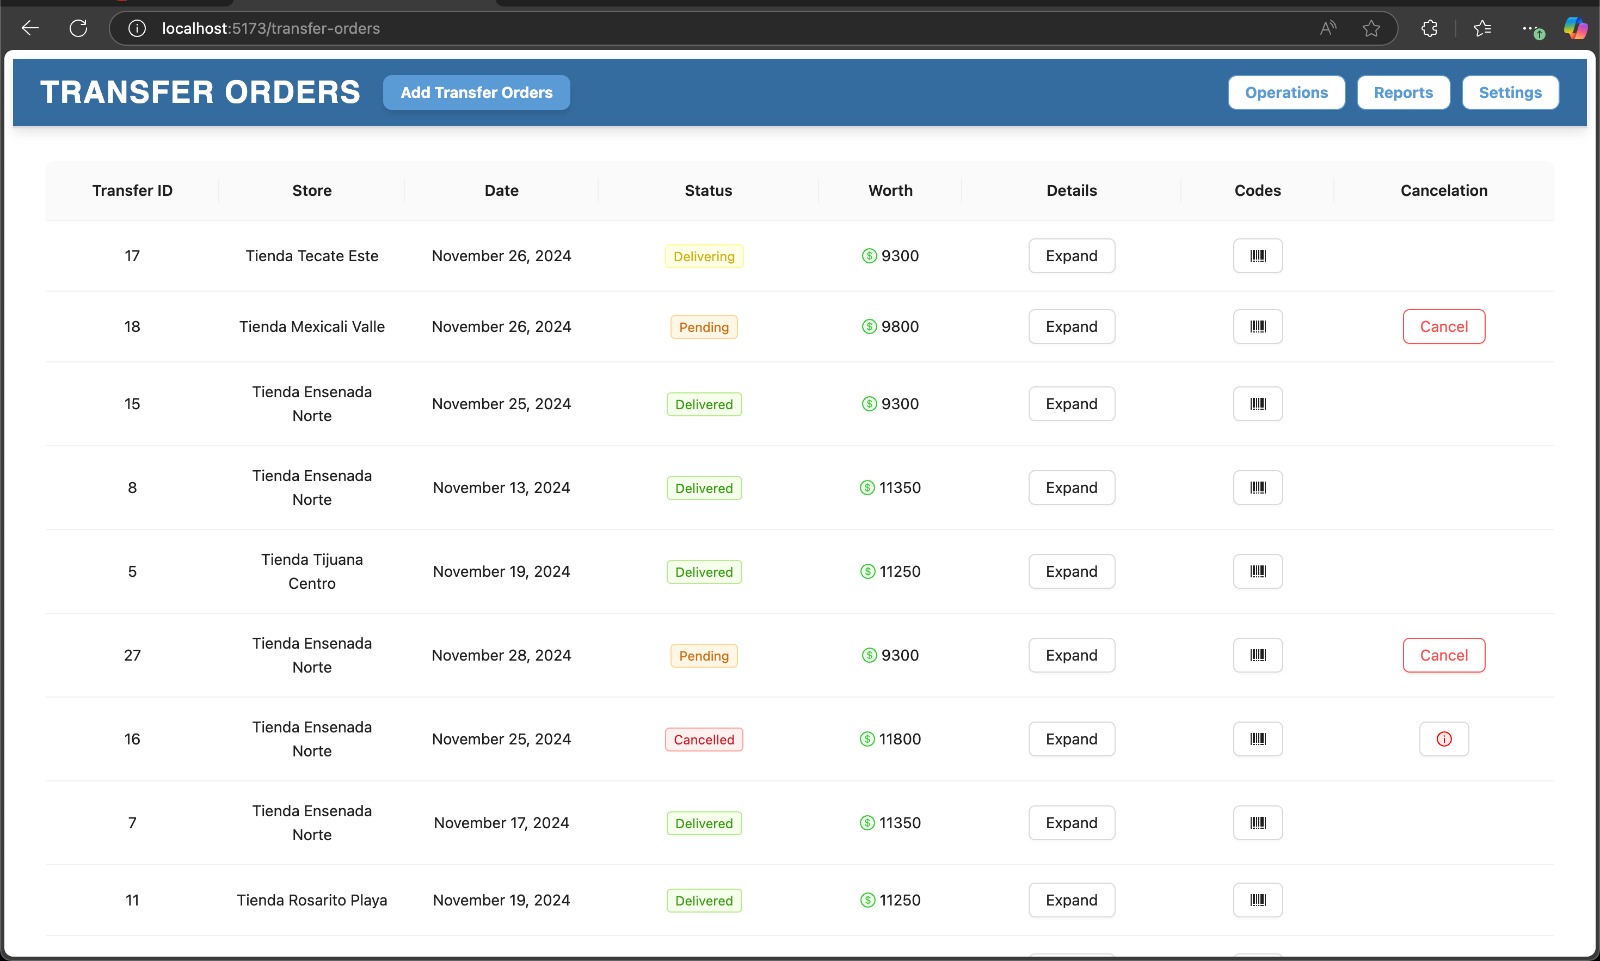 localhost:5173/transfer-orders
TRANSFER ORDERS Add Transfer Orders Operations Reports Settings
Transfer ID Store Date Status Worth Details Codes Cancelation
17 Tienda Tecate Este November 26, 2024 Delivering $ 9300 Expand
18 Tienda Mexicali Valle November 26, 2024 Pending $ 9800 Expand Cancel
15 Tienda Ensenada Norte November 25, 2024 Delivered $ 9300 Expand
8 Tienda Ensenada Norte November 13, 2024 Delivered $ 11350 Expand
5 Tienda Tijuana Centro November 19, 2024 Delivered $ 11250 Expand
27 Tienda Ensenada Norte November 28, 2024 Pending $ 9300 Expand Cancel
16 Tienda Ensenada Norte November 25, 2024 Cancelled $ 11800 Expand
7 Tienda Ensenada Norte November 17, 2024 Delivered $ 11350 Expand
11 Tienda Rosarito Playa November 19, 2024 Delivered $ 11250 Expand